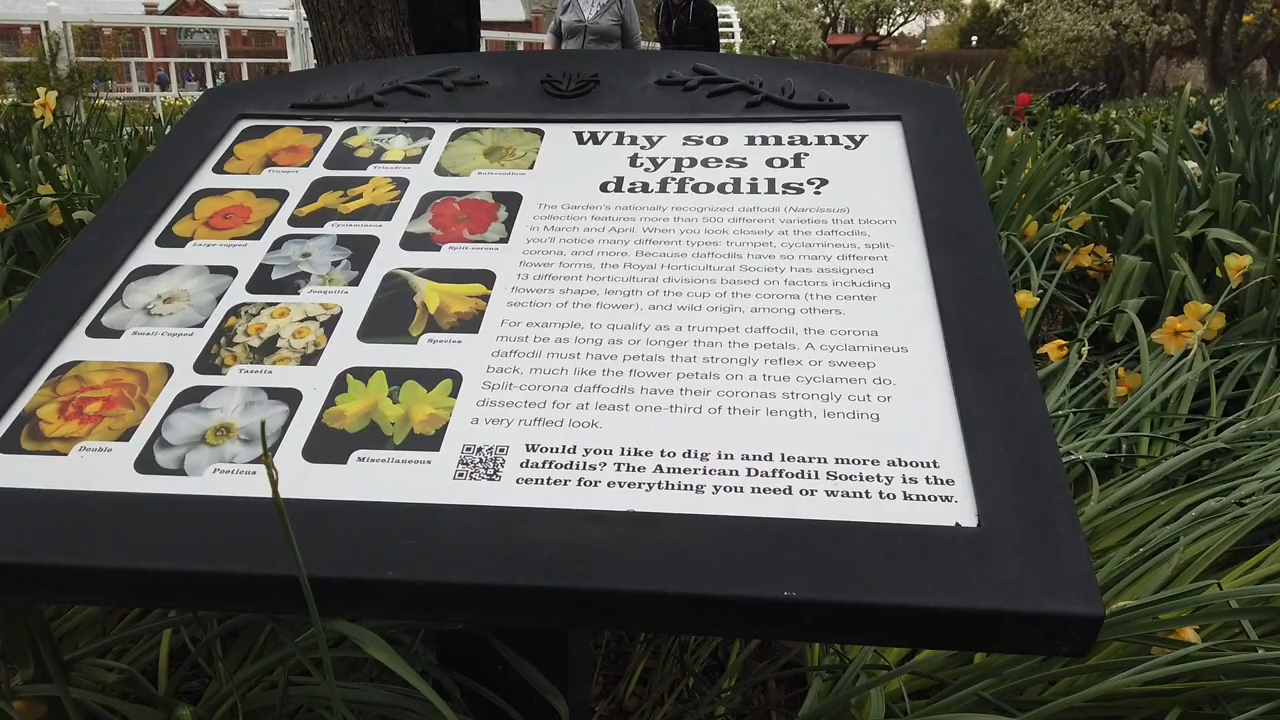 Why so many
types of
daffodils?
The Garden's nationally recognized daffodil (Narcissus)
collection features more than 500 different varieties that bloom
in March and April. When you look closely at the daffodils,
you'll notice many different types: trumpet, cyclamineus, split-
corona, and more. Because daffodils have so many different
flower forms, the Royal Horticultural Society has assigned
13 different horticultural divisions based on factors including
flowers shape, length of the cup of the corona (the center
section of the flower), and wild origin, among others.
For example, to qualify as a trumpet daffodil, the corona
must be as long as or longer than the petals. A cyclamineus
daffodil must have petals that strongly reflex or sweep
back, much like the flower petals on a true cyclamen do.
Split-corona daffodils have their coronas strongly cut or
dissected for at least one-third of their length, lending
a very ruffled look.
Would you like to dig in and learn more about
daffodils? The American Daffodil Society is the
center for everything you need or want to know.
Trumpet
Triandrus
Bulbocodium
Large-cupped
Cyclamineus
Split-corona
Small-Cupped
Jonquilla
Species
Tazetta
Double
Poeticus
Miscellaneous